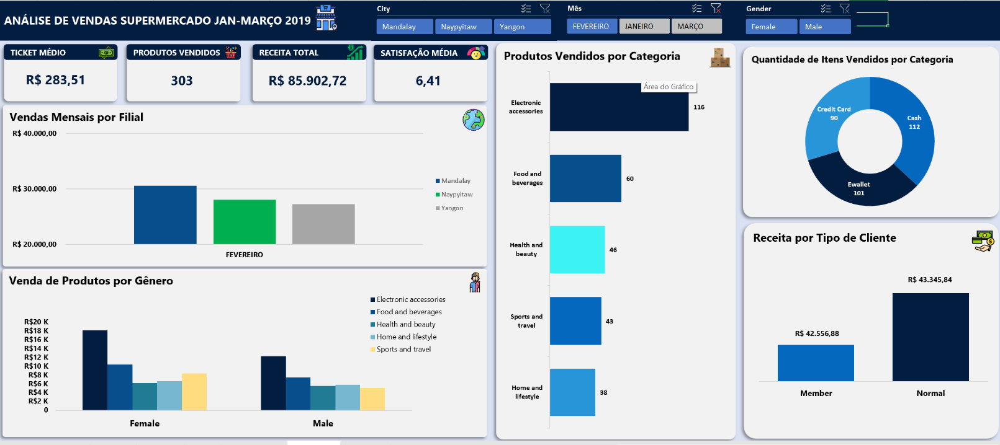 ANÁLISE DE VENDAS SUPERMERCADO JAN-MARÇO 2019
City
Mandalay
Naypyitaw
Yangon
Mês
FEVEREIRO
JANEIRO
MARÇO
Gender
Female
Male
TICKET MÉDIO
R$ 283,51
PRODUTOS VENDIDOS
303
RECEITA TOTAL
R$ 85.902,72
SATISFAÇÃO MÉDIA
6,41
Vendas Mensais por Filial
R$ 40.000,00
R$ 30.000,00
R$ 20.000,00
FEVEREIRO
Mandalay
Naypyitaw
Yangon
Venda de Produtos por Gênero
Electronic accessories
Food and beverages
Health and beauty
Home and lifestyle
Sports and travel
R$20 K
R$18 K
R$16 K
R$14 K
R$12 K
R$10 K
R$8 K
R$6 K
R$4 K
R$2 K
0
Female
Male
Produtos Vendidos por Categoria
Área do Gráfico
Electronic
accessories
116
Food and
beverages
60
Health and
beauty
46
Sports and
travel
43
Home and
lifestyle
38
Quantidade de Itens Vendidos por Categoria
Credit Card
90
Cash
112
Ewallet
101
Receita por Tipo de Cliente
R$ 43.345,84
R$ 42.556,88
Member
Normal